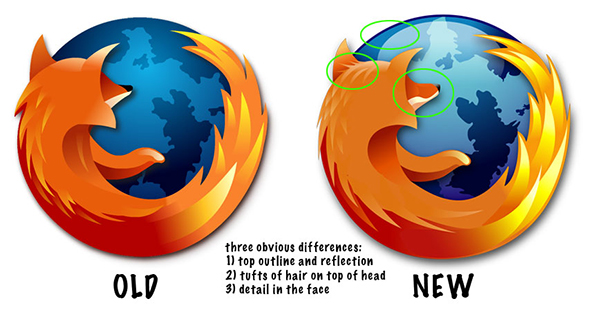 three obvious differences:
1) top outline and reflection
2) tufts of hair on top of head
3) detail in the face
OLD
NEW